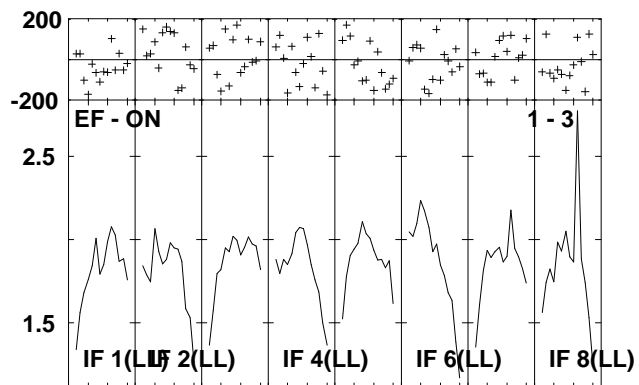 200
-200
EF - ON 1 - 3
2.5
1.5
IF 1(LL) IF 2(LL) IF 4(LL) IF 6(LL) IF 8(LL)